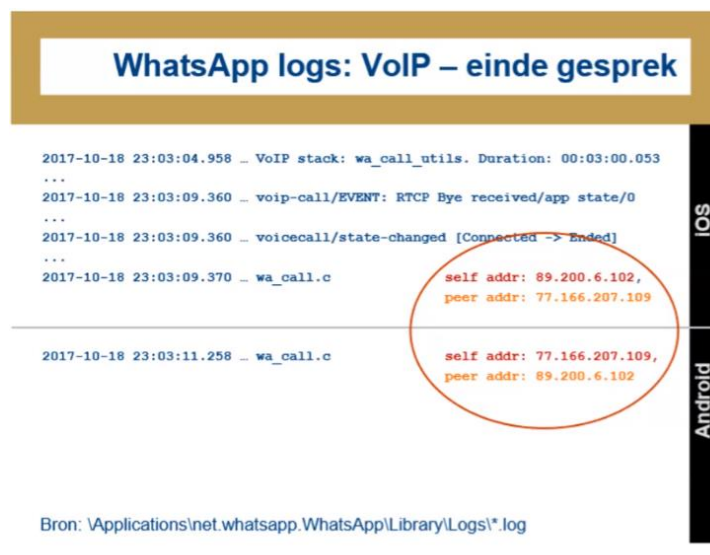 WhatsApp logs: VoIP – einde gesprek
2017-10-18 23:03:04.958 … VoIP stack: wa_call_utils. Duration: 00:03:00.053
...
2017-10-18 23:03:09.360 … voip-call/EVENT: RTCP Bye received/app state/0
...
2017-10-18 23:03:09.360 … voicecall/state-changed [Connected -> Ended]
...
2017-10-18 23:03:09.370 … wa_call.c self addr: 89.200.6.102,
peer addr: 77.166.207.109
iOS
2017-10-18 23:03:11.258 … wa_call.c self addr: 77.166.207.109,
peer addr: 89.200.6.102
Android
Bron: \Applications\net.whatsapp.WhatsApp\Library\Logs\*.log